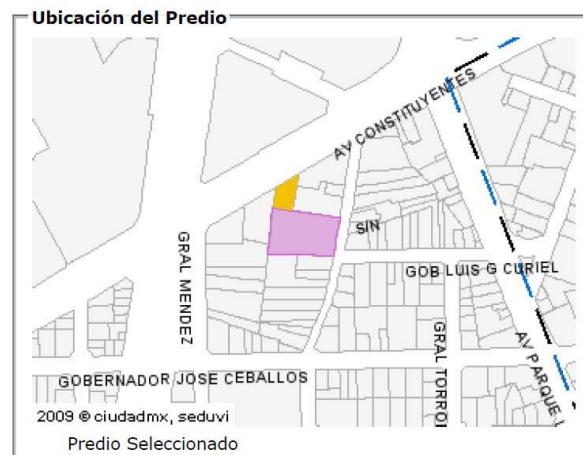 Ubicación del Predio
AV CONSTITUYENTES
S/N
GRAL MENDEZ
GOB LUIS G CURIEL
GRAL TORRO
AV PARQUE L
GOBERNADOR JOSE CEBALLOS
2009 © ciudadmx, seduvi
Predio Seleccionado